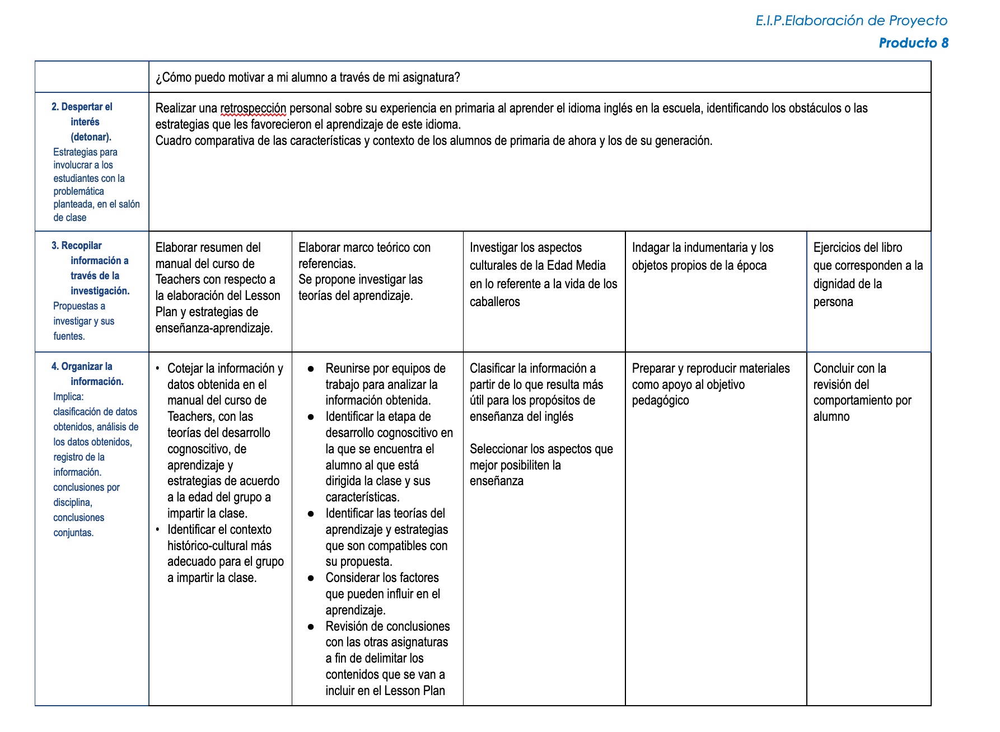 E.I.P.Elaboración de Proyecto
Producto 8
¿Cómo puedo motivar a mi alumno a través de mi asignatura?
2. Despertar el
interés
(detonar).
Estrategias para
involucrar a los
estudiantes con la
problemática
planteada, en el salón
de clase
Realizar una retrospección personal sobre su experiencia en primaria al aprender el idioma inglés en la escuela, identificando los obstáculos o las
estrategias que les favorecieron el aprendizaje de este idioma.
Cuadro comparativa de las características y contexto de los alumnos de primaria de ahora y los de su generación.
3. Recopilar
información a
través de la
investigación.
Propuestas a
investigar y sus
fuentes.
Elaborar resumen del
manual del curso de
Teachers con respecto a
la elaboración del Lesson
Plan y estrategias de
enseñanza-aprendizaje.
Elaborar marco teórico con
referencias.
Se propone investigar las
teorías del aprendizaje.
Investigar los aspectos
culturales de la Edad Media
en lo referente a la vida de los
caballeros
Indagar la indumentaria y los
objetos propios de la época
Ejercicios del libro
que corresponden a la
dignidad de la
persona
4. Organizar la
información.
Implica:
clasificación de datos
obtenidos, análisis de
los datos obtenidos,
registro de la
información.
conclusiones por
disciplina,
conclusiones
conjuntas.
• Cotejar la información y
datos obtenida en el
manual del curso de
Teachers, con las
teorías del desarrollo
cognoscitivo, de
aprendizaje y
estrategias de acuerdo
a la edad del grupo a
impartir la clase.
• Identificar el contexto
histórico-cultural más
adecuado para el grupo
a impartir la clase.
● Reunirse por equipos de
trabajo para analizar la
información obtenida.
● Identificar la etapa de
desarrollo cognoscitivo en
la que se encuentra el
alumno al que está
dirigida la clase y sus
características.
● Identificar las teorías del
aprendizaje y estrategias
que son compatibles con
su propuesta.
● Considerar los factores
que pueden influir en el
aprendizaje.
● Revisión de conclusiones
con las otras asignaturas
a fin de delimitar los
contenidos que se van a
incluir en el Lesson Plan
Clasificar la información a
partir de lo que resulta más
útil para los propósitos de
enseñanza del inglés
Seleccionar los aspectos que
mejor posibiliten la
enseñanza
Preparar y reproducir materiales
como apoyo al objetivo
pedagógico
Concluir con la
revisión del
comportamiento por
alumno